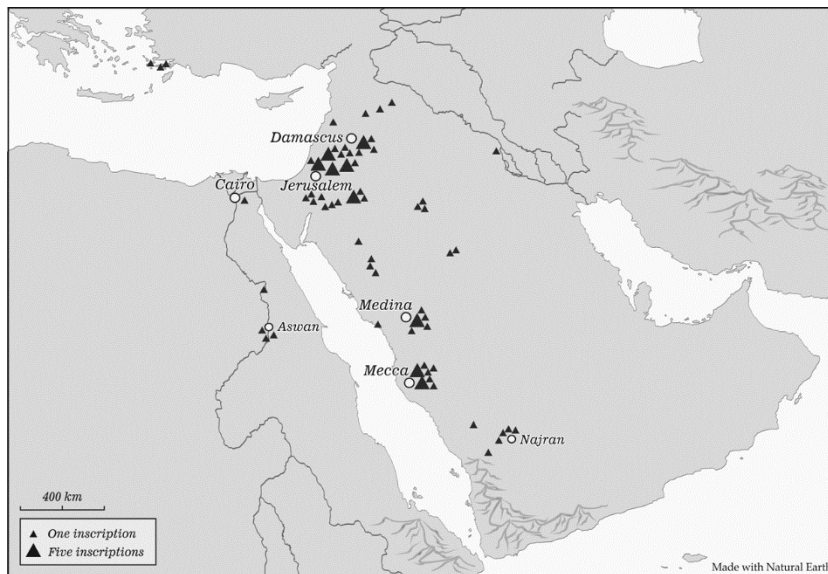 Damascus
Cairo
Jerusalem
Medina
Aswan
Mecca
Najran
400 km
One inscription
Five inscriptions
Made with Natural Earth